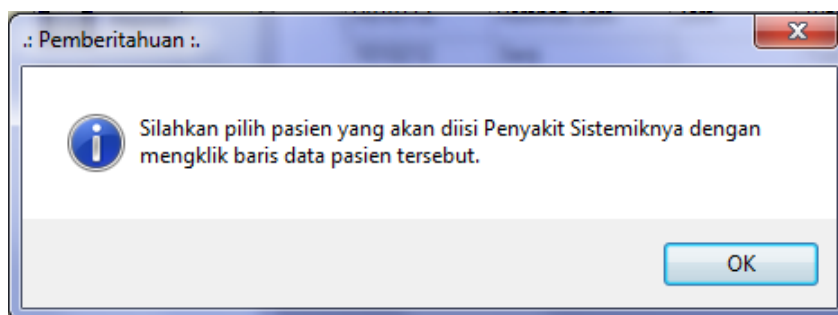 .: Pemberitahuan :.
Silahkan pilih pasien yang akan diisi Penyakit Sistemiknya dengan
mengklik baris data pasien tersebut.
OK